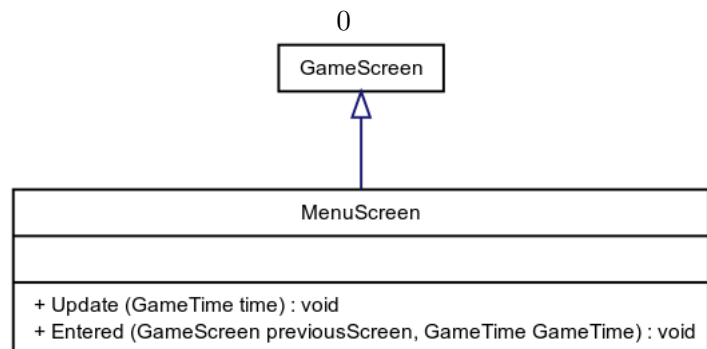 0
GameScreen
MenuScreen
+ Update (GameTime time) : void
+ Entered (GameScreen previousScreen, GameTime GameTime) : void